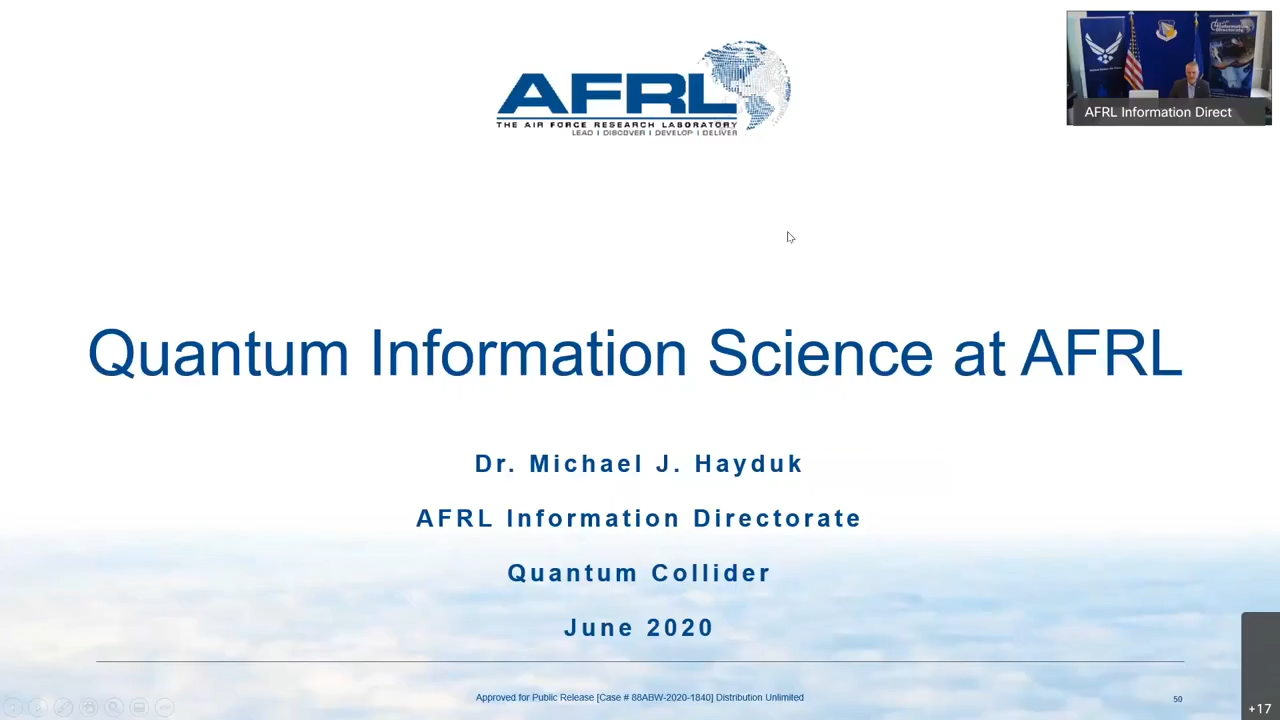 AFRL
THE AIR FORCE RESEARCH LABORATORY
LEAD | DISCOVER | DEVELOP | DELIVER
AFRL Information Direct
Quantum Information Science at AFRL
Dr. Michael J. Hayduk
AFRL Information Directorate
Quantum Collider
June 2020
Approved for Public Release [Case # 88ABW-2020-1840] Distribution Unlimited
50
+17